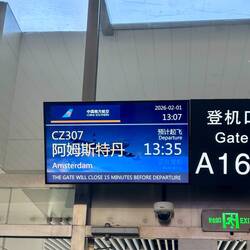 中国南方航空
CHINA SOUTHERN
2026-02-01
13:07
CZ307
预计起飞
Departure
阿姆斯特丹
13:35
Amsterdam
THE GATE WILL CLOSE 15 MINUTES BEFORE DEPARTURE
登机口
A16
EXIT